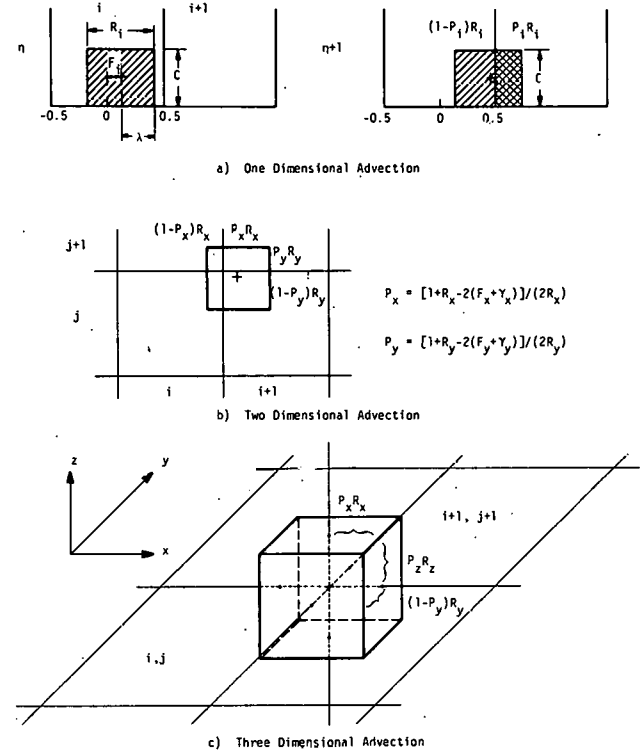 i i+1
R_i
η
F_i
C
-0.5 0 0.5
λ
(1-P_i)R_i P_iR_i
η+1
C
-0.5 0 0.5
a) One Dimensional Advection
(1-P_x)R_x P_xR_x
j+1
P_yR_y
(1-P_y)R_y
j
i i+1
P_x = [1+R_x-2(F_x+γ_x)]/(2R_x)
P_y = [1+R_y-2(F_y+γ_y)]/(2R_y)
b) Two Dimensional Advection
z
y
x
P_xR_x
i+1, j+1
P_zR_z
(1-P_y)R_y
i,j
c) Three Dimensional Advection